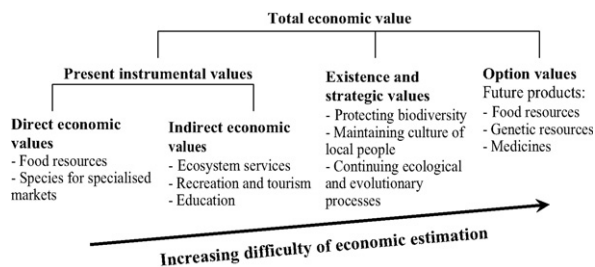 Total economic value
Present instrumental values
Direct economic
values
- Food resources
- Species for specialised
markets
Indirect economic
values
- Ecosystem services
- Recreation and tourism
- Education
Existence and
strategic values
- Protecting biodiversity
- Maintaining culture of
local people
- Continuing ecological
and evolutionary
processes
Option values
Future products:
- Food resources
- Genetic resources
- Medicines
Increasing difficulty of economic estimation